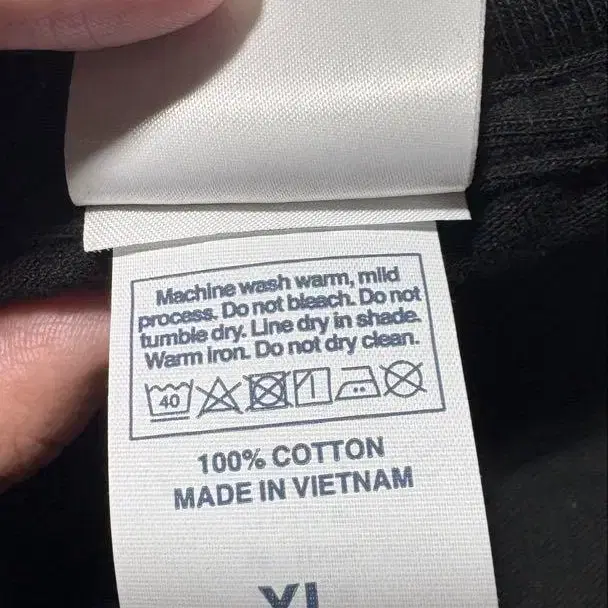 Machine wash warm, mild
process. Do not bleach. Do not
tumble dry. Line dry in shade.
Warm iron. Do not dry clean.
40
100% COTTON
MADE IN VIETNAM
XL